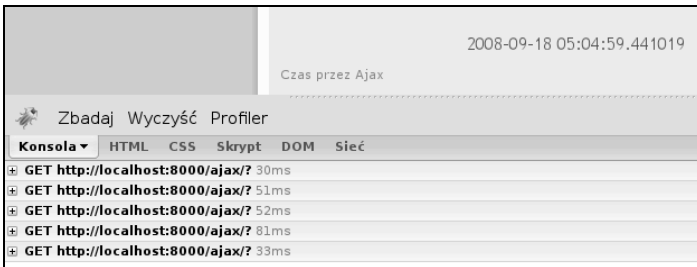 2008-09-18 05:04:59.441019
Czas przez Ajax
Zbadaj Wyczyść Profiler
Konsola HTML CSS Skrypt DOM Sieć
GET http://localhost:8000/ajax/? 30ms
GET http://localhost:8000/ajax/? 51ms
GET http://localhost:8000/ajax/? 52ms
GET http://localhost:8000/ajax/? 81ms
GET http://localhost:8000/ajax/? 33ms